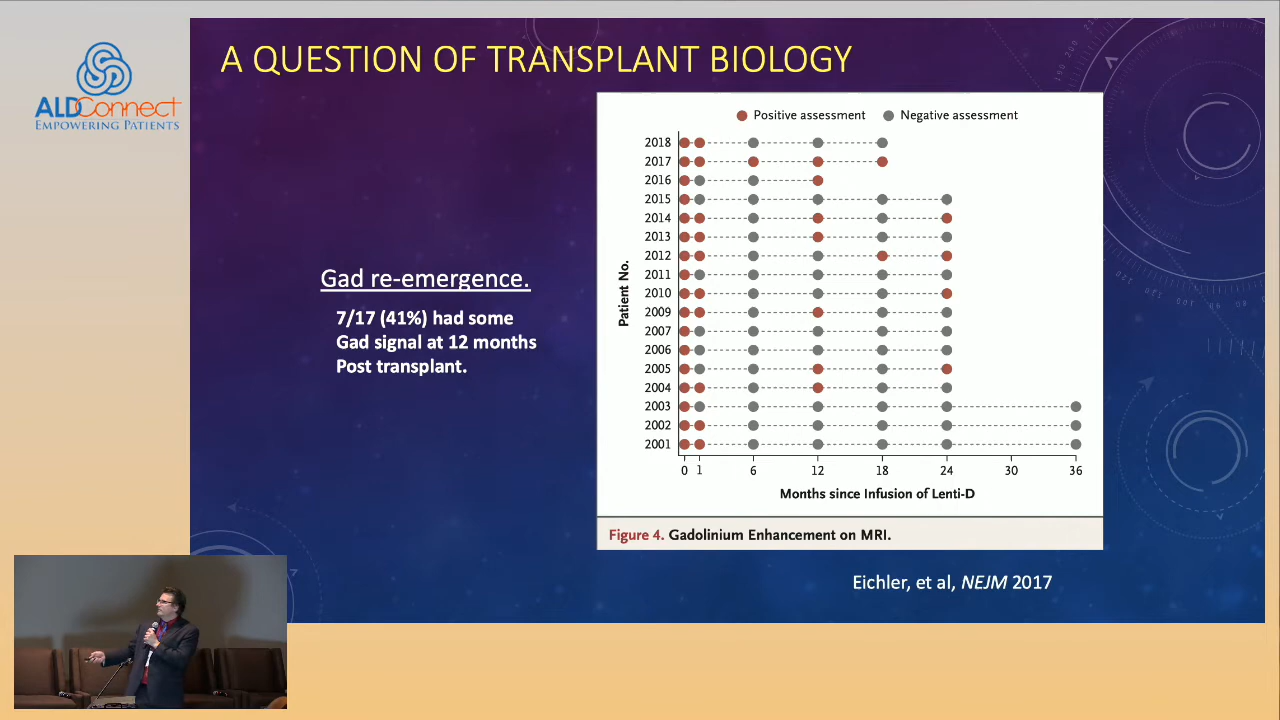 ALD Connect
EMPOWERING PATIENTS
A QUESTION OF TRANSPLANT BIOLOGY
Gad re-emergence.
7/17 (41%) had some
Gad signal at 12 months
Post transplant.
Positive assessment Negative assessment
Patient No.
2018
2017
2016
2015
2014
2013
2012
2011
2010
2009
2007
2006
2005
2004
2003
2002
2001
0 1 6 12 18 24 30 36
Months since Infusion of Lenti-D
Figure 4. Gadolinium Enhancement on MRI.
Eichler, et al, NEJM 2017